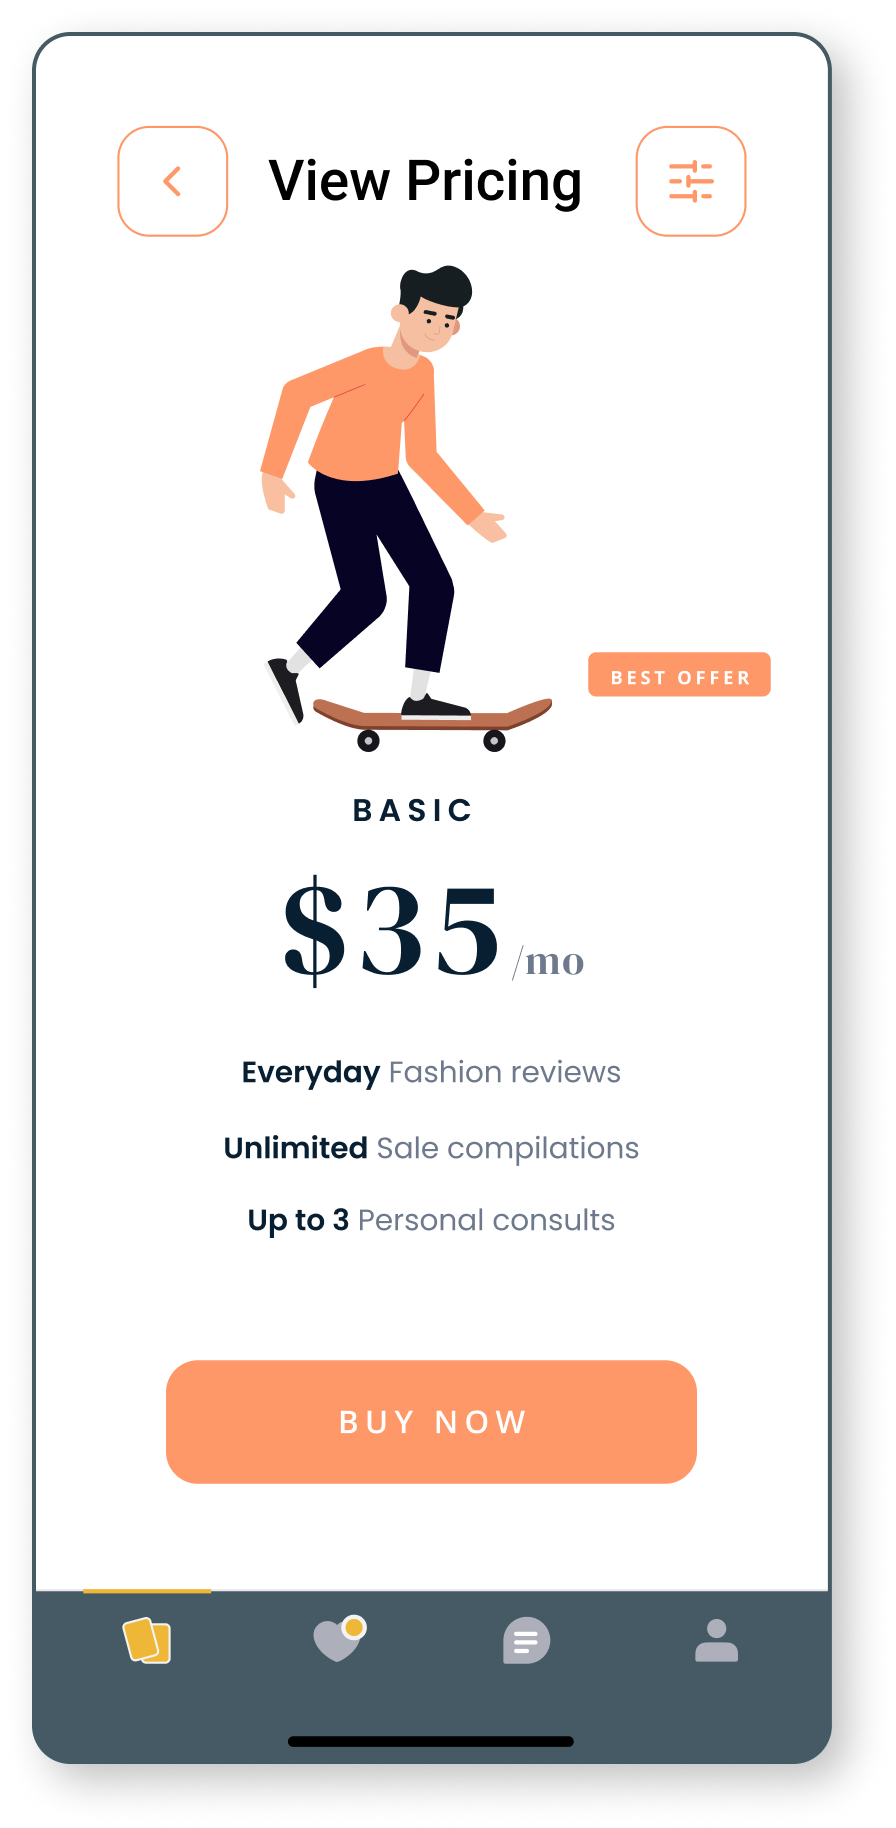 View Pricing
BEST OFFER
BASIC
$35 /mo
Everyday Fashion reviews
Unlimited Sale compilations
Up to 3 Personal consults
BUY NOW